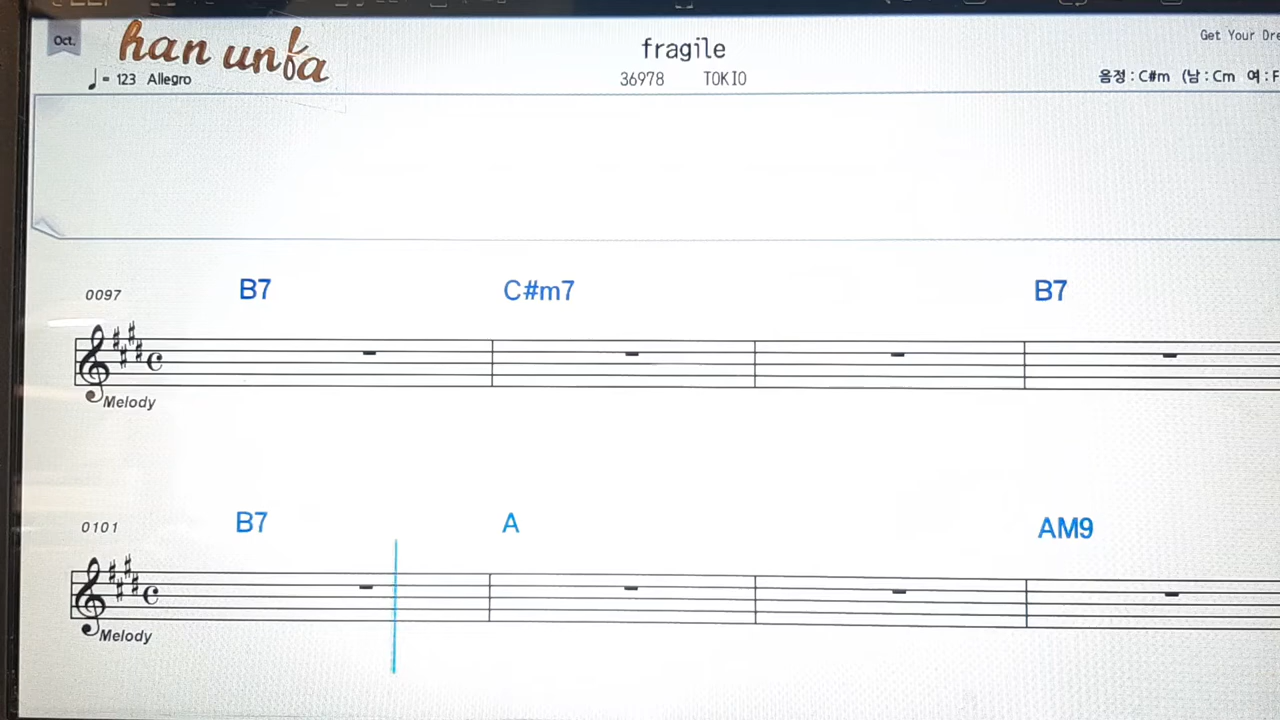 Oct.
han unfa
fragile
Get Your Dre
♩= 123 Allegro
36978 TOKIO
음정 : C#m (남 : Cm 여 : F
0097
B7 C#m7 B7
Melody
0101
B7 A AM9
Melody